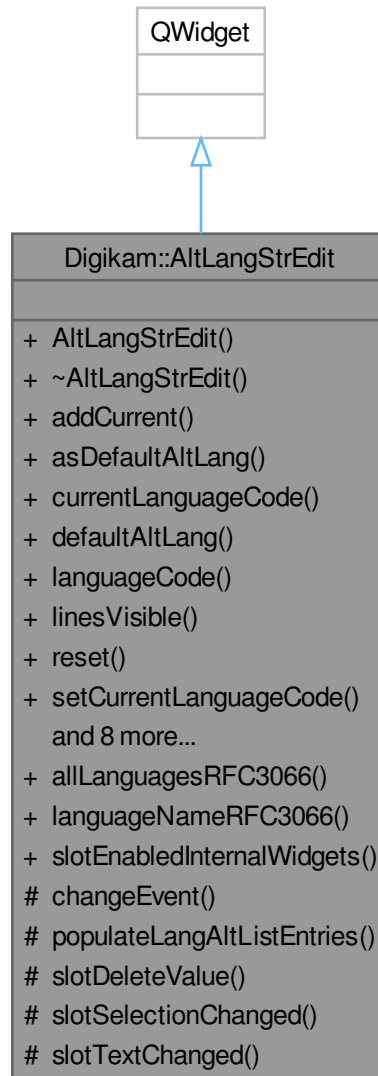 QWidget
Digikam::AltLangStrEdit
+ AltLangStrEdit()
+ ~AltLangStrEdit()
+ addCurrent()
+ asDefaultAltLang()
+ currentLanguageCode()
+ defaultAltLang()
+ languageCode()
+ linesVisible()
+ reset()
+ setCurrentLanguageCode()
and 8 more...
+ allLanguagesRFC3066()
+ languageNameRFC3066()
+ slotEnabledInternalWidgets()
# changeEvent()
# populateLangAltListEntries()
# slotDeleteValue()
# slotSelectionChanged()
# slotTextChanged()